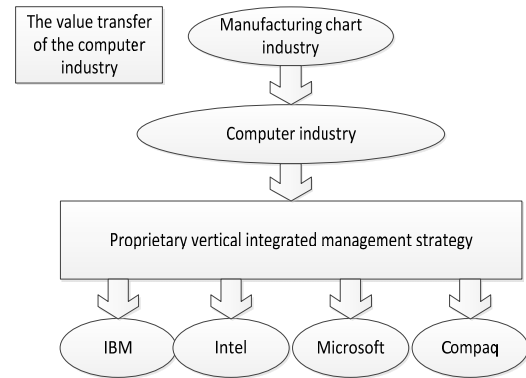 The value transfer
of the computer
industry
Manufacturing chart
industry
Computer industry
Proprietary vertical integrated management strategy
IBM
Intel
Microsoft
Compaq